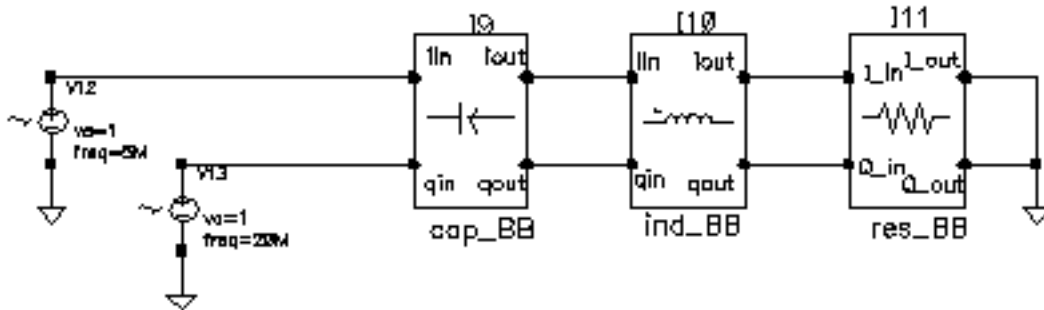 I9
I10
I11
iin
iout
iin
iout
I_in
I_out
V12
va=1
freq=5M
qin
qout
qin
qout
Q_in
Q_out
V13
va=1
freq=20M
cap_BB
ind_BB
res_BB